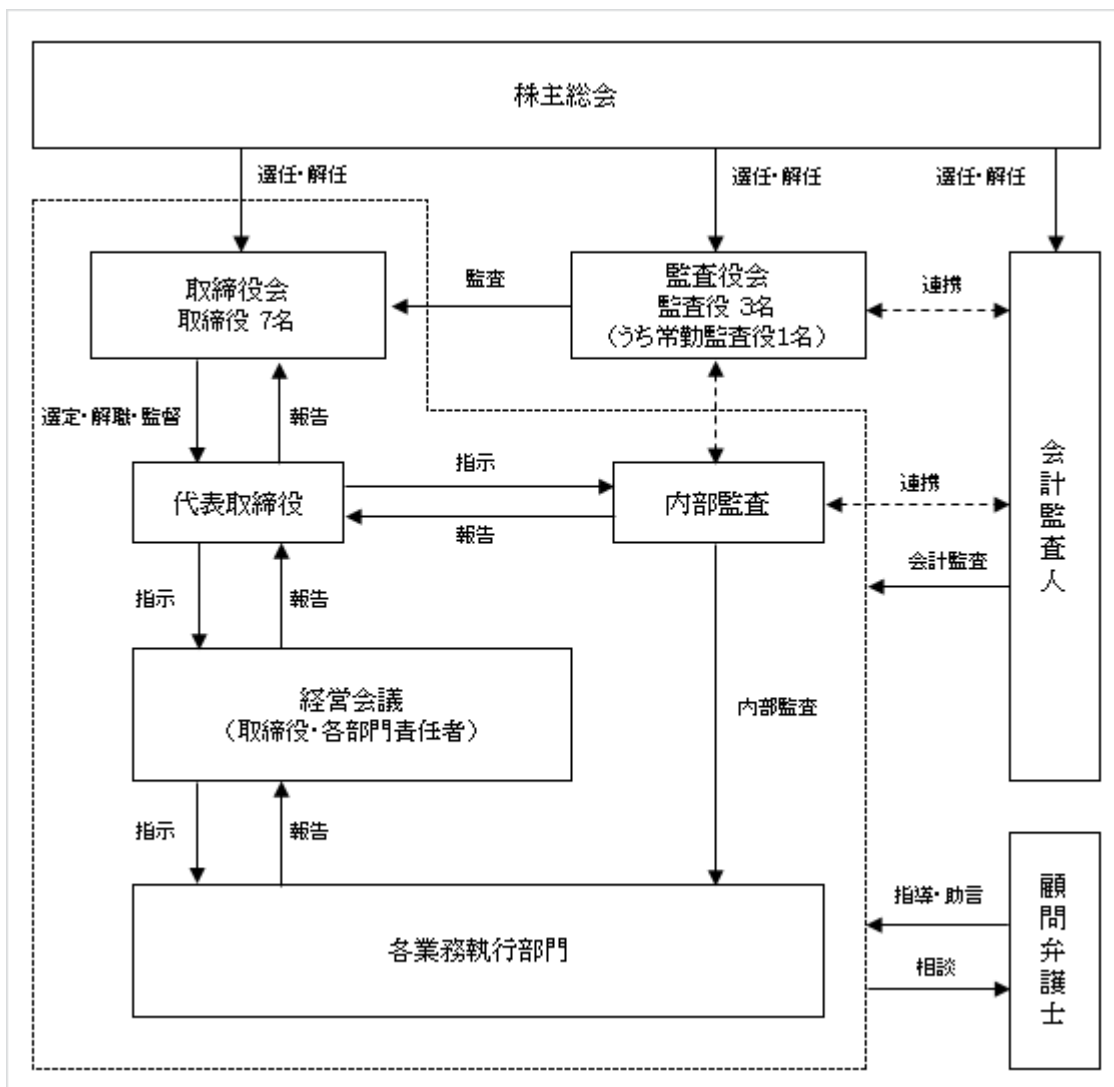 株主総会
選任・解任
選任・解任
選任・解任
取締役会
取締役 7名
監査
監査役会
監査役 3名
（うち常勤監査役1名）
連携
選定・解職・監督
報告
代表取締役
指示
報告
内部監査
連携
会計監査
会計監査人
指示
報告
経営会議
（取締役・各部門責任者）
内部監査
指示
報告
各業務執行部門
指導・助言
相談
顧問弁護士